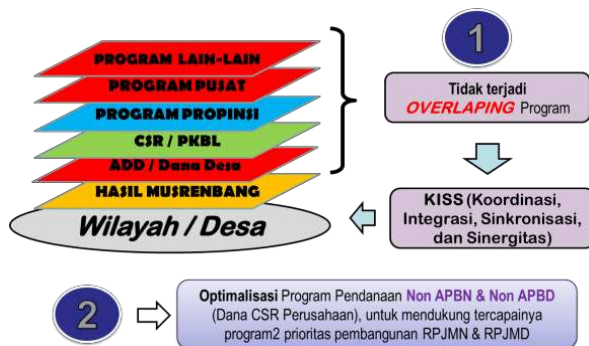 PROGRAM LAIN-LAIN
PROGRAM PUSAT
PROGRAM PROPINSI
CSR / PKBL
ADD / Dana Desa
HASIL MUSRENBANG
Wilayah / Desa
1
Tidak terjadi
OVERLAPING Program
KISS (Koordinasi,
Integrasi, Sinkronisasi,
dan Sinergitas)
2
Optimalisasi Program Pendanaan Non APBN & Non APBD
(Dana CSR Perusahaan), untuk mendukung tercapainya
program2 prioritas pembangunan RPJMN & RPJMD